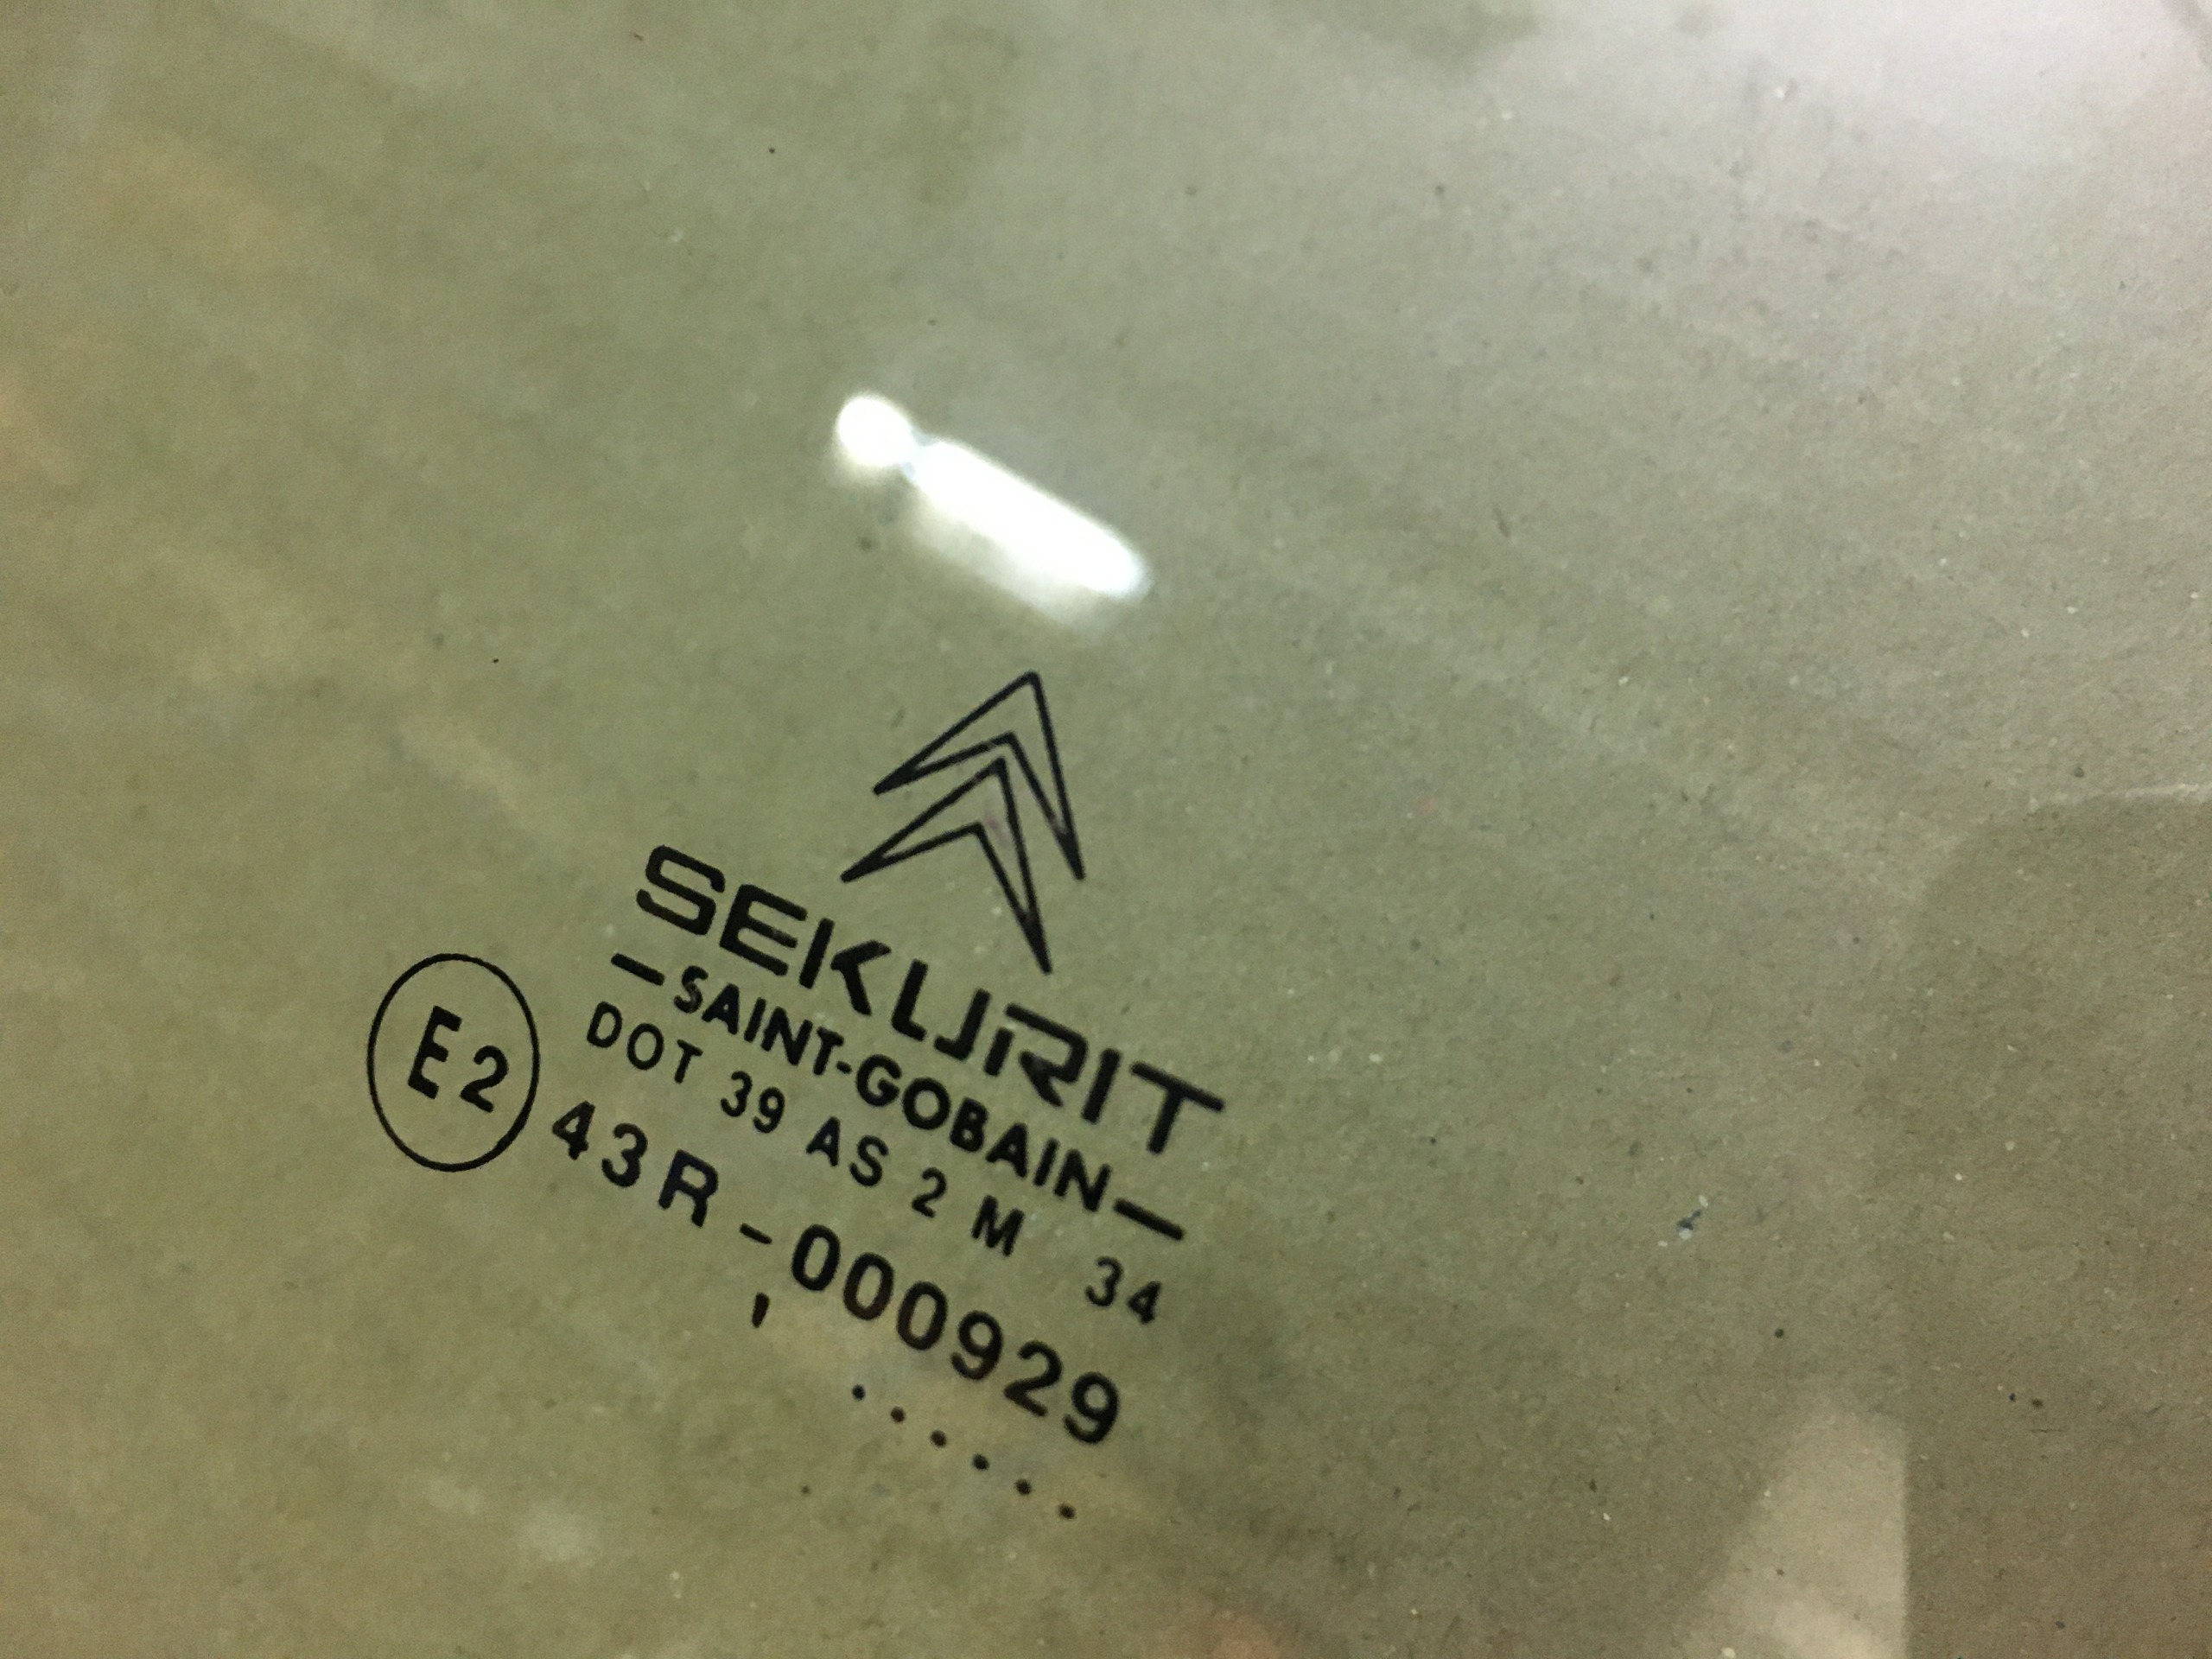 SEKURIT
-SAINT-GOBAIN-
DOT 39 AS 2 M 34
E2 43R-000929